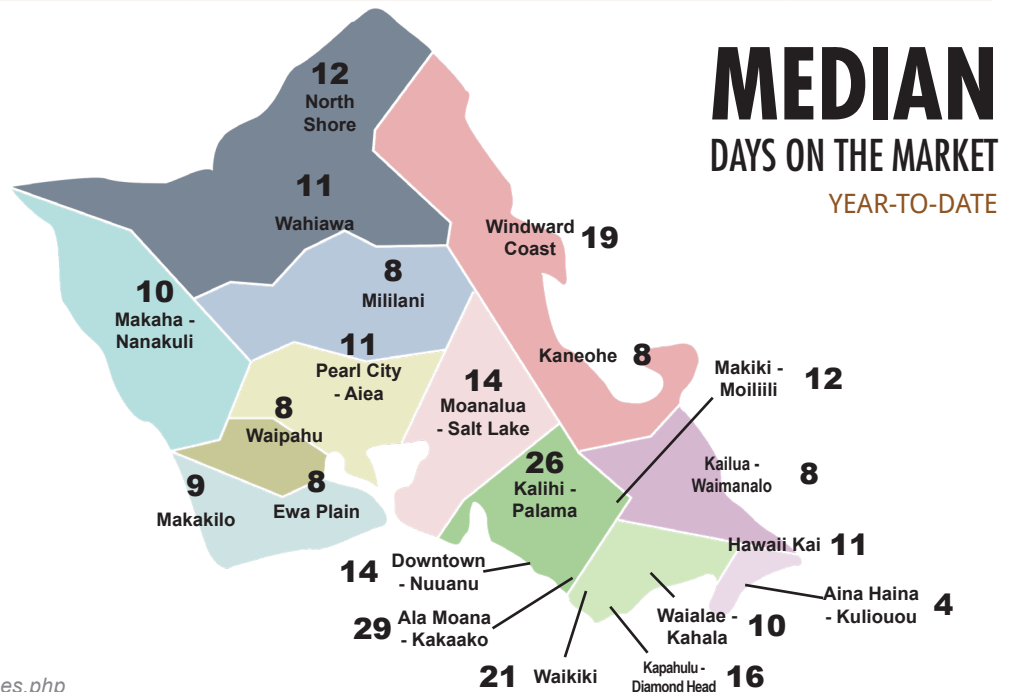 MEDIAN
DAYS ON THE MARKET
YEAR-TO-DATE
12
North
Shore
11
Wahiawa
Windward
Coast
19
8
Mililani
10
Makaha -
Nanakuli
11
Pearl City
- Aiea
Kaneohe
8
14
Moanalua
- Salt Lake
Makiki -
Moiliili
12
8
Waipahu
26
Kalihi -
Palama
Kailua -
Waimanalo
8
9
Makakilo
8
Ewa Plain
Hawaii Kai
11
14
Downtown
- Nuuanu
Aina Haina
- Kuliouou
4
29
Ala Moana
- Kakaako
Waialae -
Kahala
10
21
Waikiki
Kapahulu -
Diamond Head
16
es.php